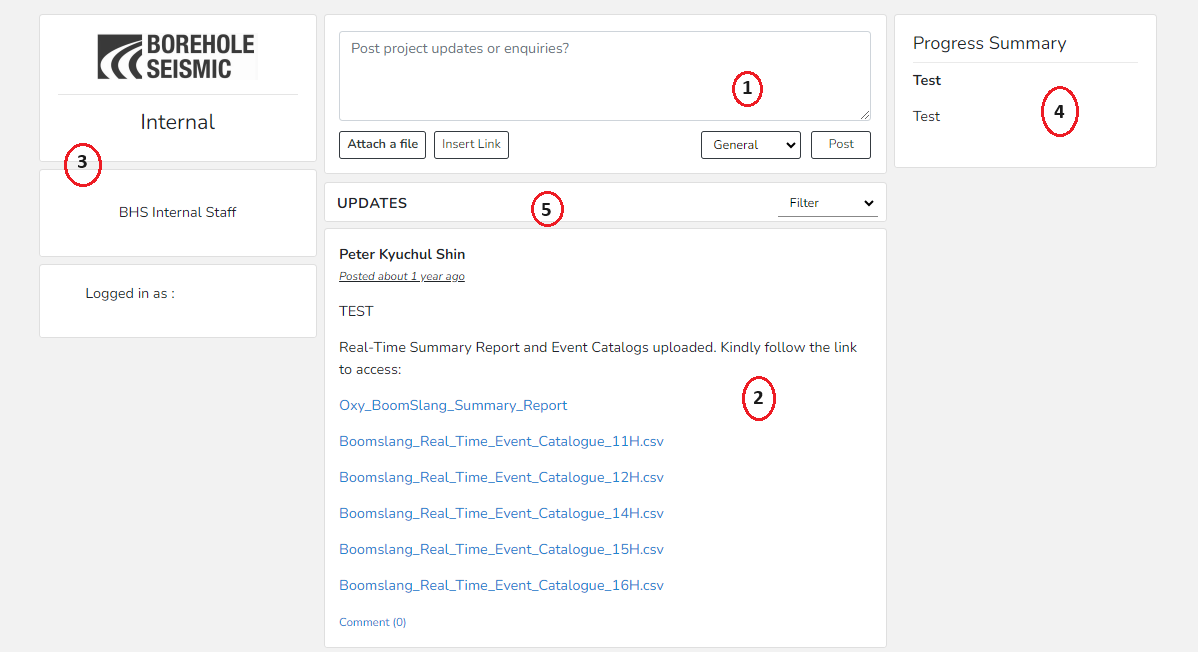 BOREHOLE
SEISMIC
Internal
3
BHS Internal Staff
Logged in as :
Post project updates or enquiries?
1
Attach a file
Insert Link
General
Post
UPDATES
5
Filter
Peter Kyuchul Shin
Posted about 1 year ago
TEST
Real-Time Summary Report and Event Catalogs uploaded. Kindly follow the link
to access:
2
Oxy_BoomSlang_Summary_Report
Boomslang_Real_Time_Event_Catalogue_11H.csv
Boomslang_Real_Time_Event_Catalogue_12H.csv
Boomslang_Real_Time_Event_Catalogue_14H.csv
Boomslang_Real_Time_Event_Catalogue_15H.csv
Boomslang_Real_Time_Event_Catalogue_16H.csv
Comment (0)
Progress Summary
Test
4
Test